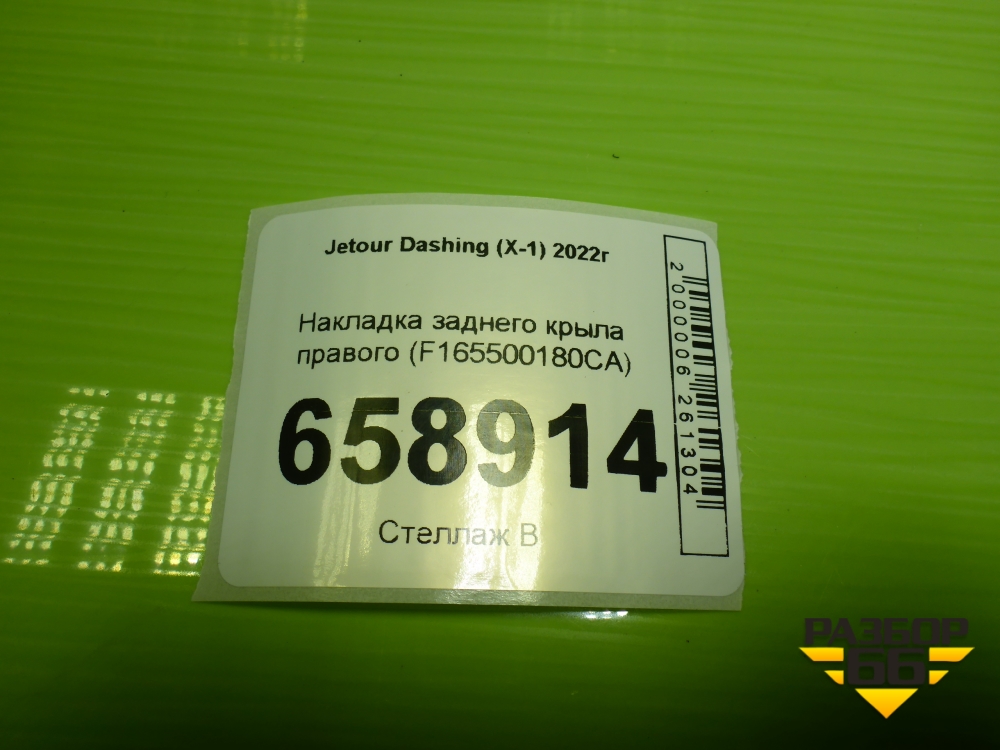 Jetour Dashing (X-1) 2022г
Накладка заднего крыла
правого (F165500180CA)
658914
Стеллаж В
2000006261304
РАЗБОР
66